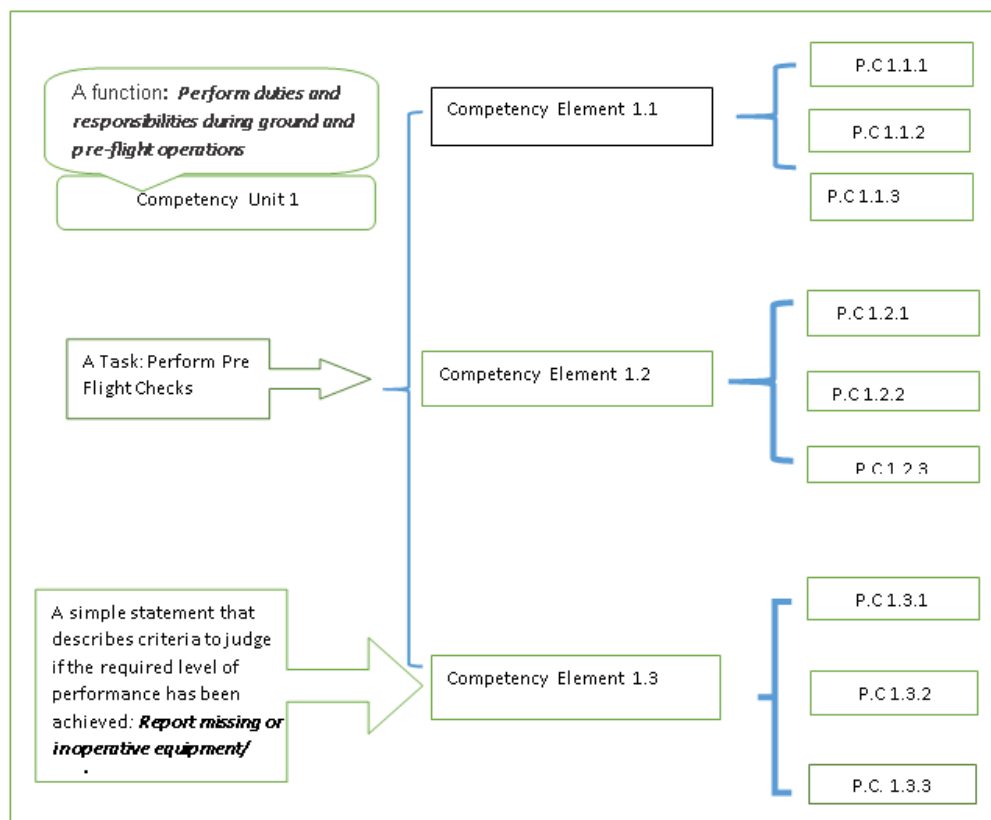 A function: Perform duties and
responsibilities during ground and
pre-flight operations
Competency Unit 1
A Task: Perform Pre
Flight Checks
A simple statement that
describes criteria to judge
if the required level of
performance has been
achieved: Report missing or
inoperative equipment/
.
Competency Element 1.1
Competency Element 1.2
Competency Element 1.3
P.C 1.1.1
P.C 1.1.2
P.C 1.1.3
P.C 1.2.1
P.C 1.2.2
P.C 1.2.3
P.C 1.3.1
P.C 1.3.2
P.C. 1.3.3